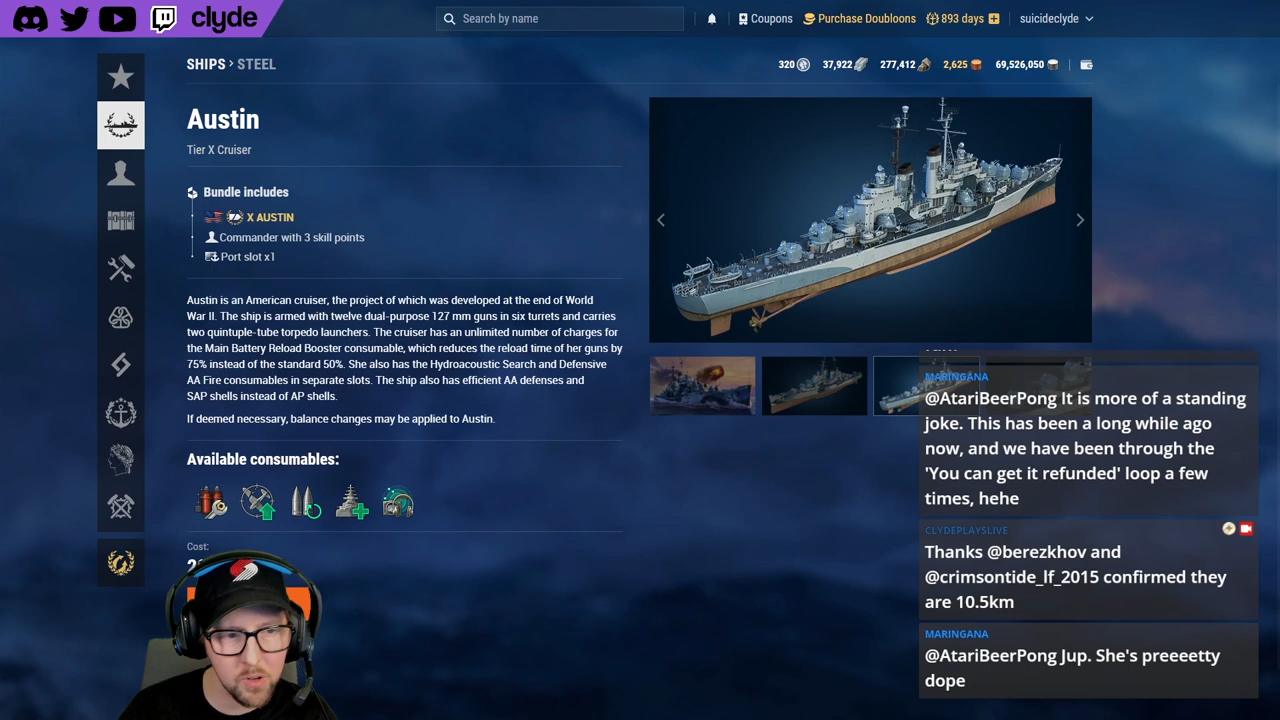 clyde
Search by name
Coupons
Purchase Doubloons
893 days
suicideclyde
SHIPS > STEEL
320
37,922
277,412
2,625
69,526,050
Austin
Tier X Cruiser
Bundle includes
X AUSTIN
Commander with 3 skill points
Port slot x1
Austin is an American cruiser, the project of which was developed at the end of World
War II. The ship is armed with twelve dual-purpose 127 mm guns in six turrets and carries
two quintuple-tube torpedo launchers. The cruiser has an unlimited number of charges for
the Main Battery Reload Booster consumable, which reduces the reload time of her guns by
75% instead of the standard 50%. She also has the Hydroacoustic Search and Defensive
AA Fire consumables in separate slots. The ship also has efficient AA defenses and
SAP shells instead of AP shells.
If deemed necessary, balance changes may be applied to Austin.
Available consumables:
Cost:
MARINGANA
@AtariBeerPong It is more of a standing
joke. This has been a long while ago
now, and we have been through the
'You can get it refunded' loop a few
times, hehe
CLYDEPLAYSLIVE
Thanks @berezkhov and
@crimsontide_lf_2015 confirmed they
are 10.5km
MARINGANA
@AtariBeerPong Jup. She's preeeetty
dope